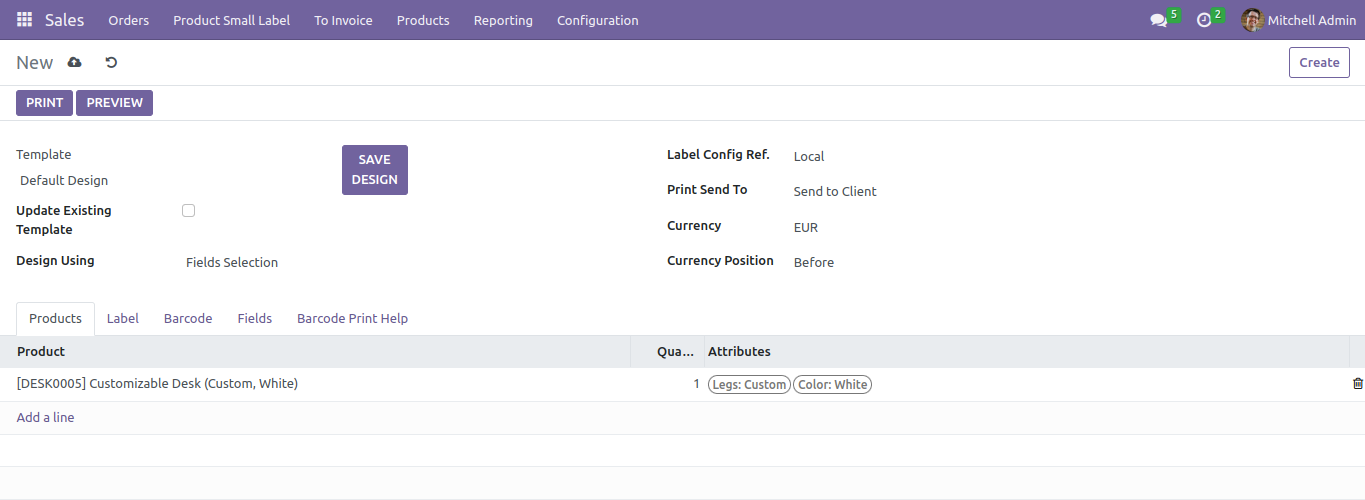 Sales Orders Product Small Label To Invoice Products Reporting Configuration 5 2 Mitchell Admin
New Create
PRINT PREVIEW
Template
Default Design
SAVE
DESIGN
Update Existing
Template
Design Using Fields Selection
Label Config Ref. Local
Print Send To Send to Client
Currency EUR
Currency Position Before
Products Label Barcode Fields Barcode Print Help
Product Qua... Attributes
[DESK0005] Customizable Desk (Custom, White) 1 Legs: Custom Color: White
Add a line